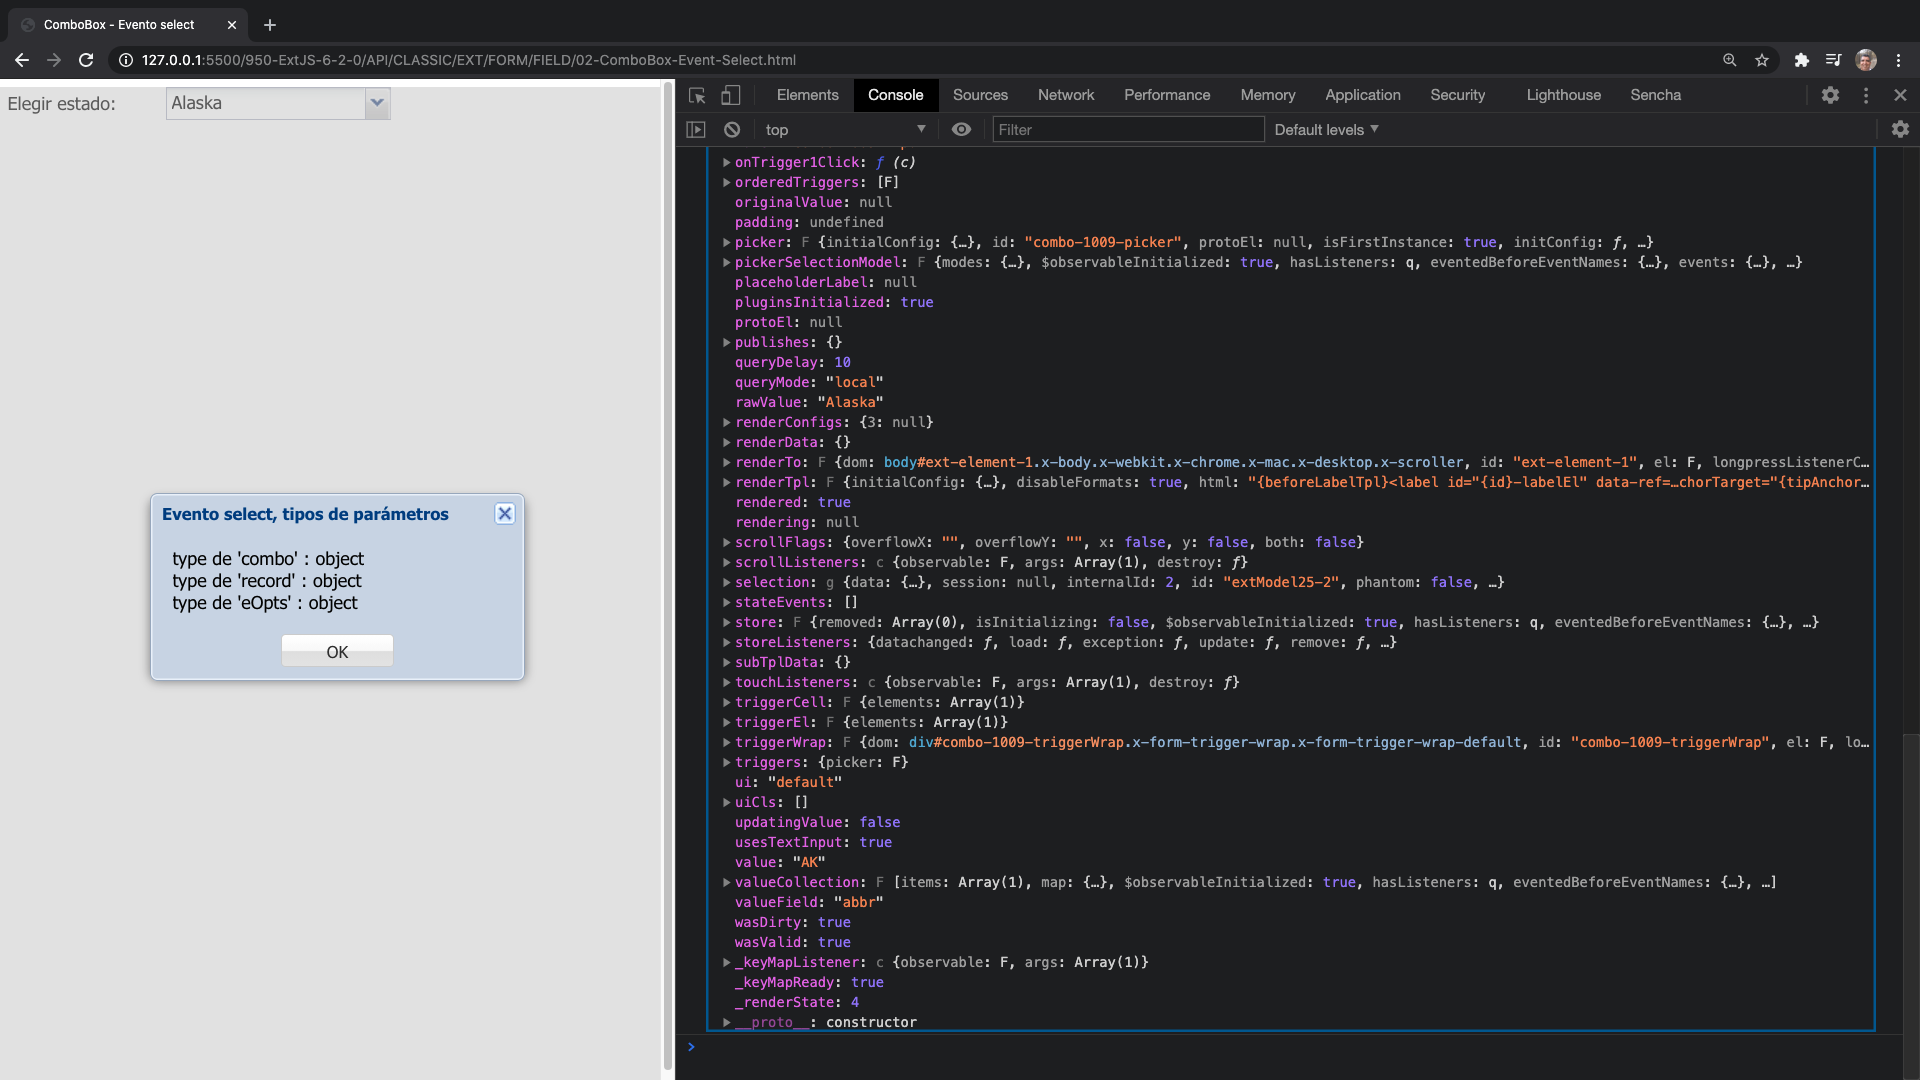 ComboBox - Evento select
127.0.0.1:5500/950-ExtJS-6-2-0/API/CLASSIC/EXT/FORM/FIELD/02-ComboBox-Event-Select.html
Elegir estado:
Alaska
Evento select, tipos de parámetros
type de 'combo' : object
type de 'record' : object
type de 'eOpts' : object
OK
Elements Console Sources Network Performance Memory Application Security Lighthouse Sencha
top Filter Default levels
onTrigger1Click: ƒ (c)
orderedTriggers: [F]
originalValue: null
padding: undefined
picker: F {initialConfig: {…}, id: "combo-1009-picker", protoEl: null, isFirstInstance: true, initConfig: ƒ, …}
pickerSelectionModel: F {modes: {…}, $observableInitialized: true, hasListeners: q, eventedBeforeEventNames: {…}, events: {…}, …}
placeholderLabel: null
pluginsInitialized: true
protoEl: null
publishes: {}
queryDelay: 10
queryMode: "local"
rawValue: "Alaska"
renderConfigs: {3: null}
renderData: {}
renderTo: F {dom: body#ext-element-1.x-body.x-webkit.x-chrome.x-mac.x-desktop.x-scroller, id: "ext-element-1", el: F, longpressListenerC…
renderTpl: F {initialConfig: {…}, disableFormats: true, html: "{beforeLabelTpl}<label id="{id}-labelEl" data-ref=…chorTarget="{tipAnchor…
rendered: true
rendering: null
scrollFlags: {overflowX: "", overflowY: "", x: false, y: false, both: false}
scrollListeners: c {observable: F, args: Array(1), destroy: ƒ}
selection: g {data: {…}, session: null, internalId: 2, id: "extModel25-2", phantom: false, …}
stateEvents: []
store: F {removed: Array(0), isInitializing: false, $observableInitialized: true, hasListeners: q, eventedBeforeEventNames: {…}, …}
storeListeners: {datachanged: ƒ, load: ƒ, exception: ƒ, update: ƒ, remove: ƒ, …}
subTplData: {}
touchListeners: c {observable: F, args: Array(1), destroy: ƒ}
triggerCell: F {elements: Array(1)}
triggerEl: F {elements: Array(1)}
triggerWrap: F {dom: div#combo-1009-triggerWrap.x-form-trigger-wrap.x-form-trigger-wrap-default, id: "combo-1009-triggerWrap", el: F, lo…
triggers: {picker: F}
ui: "default"
uiCls: []
updatingValue: false
usesTextInput: true
value: "AK"
valueCollection: F [items: Array(1), map: {…}, $observableInitialized: true, hasListeners: q, eventedBeforeEventNames: {…}, …]
valueField: "abbr"
wasDirty: true
wasValid: true
_keyMapListener: c {observable: F, args: Array(1)}
_keyMapReady: true
_renderState: 4
__proto__: constructor